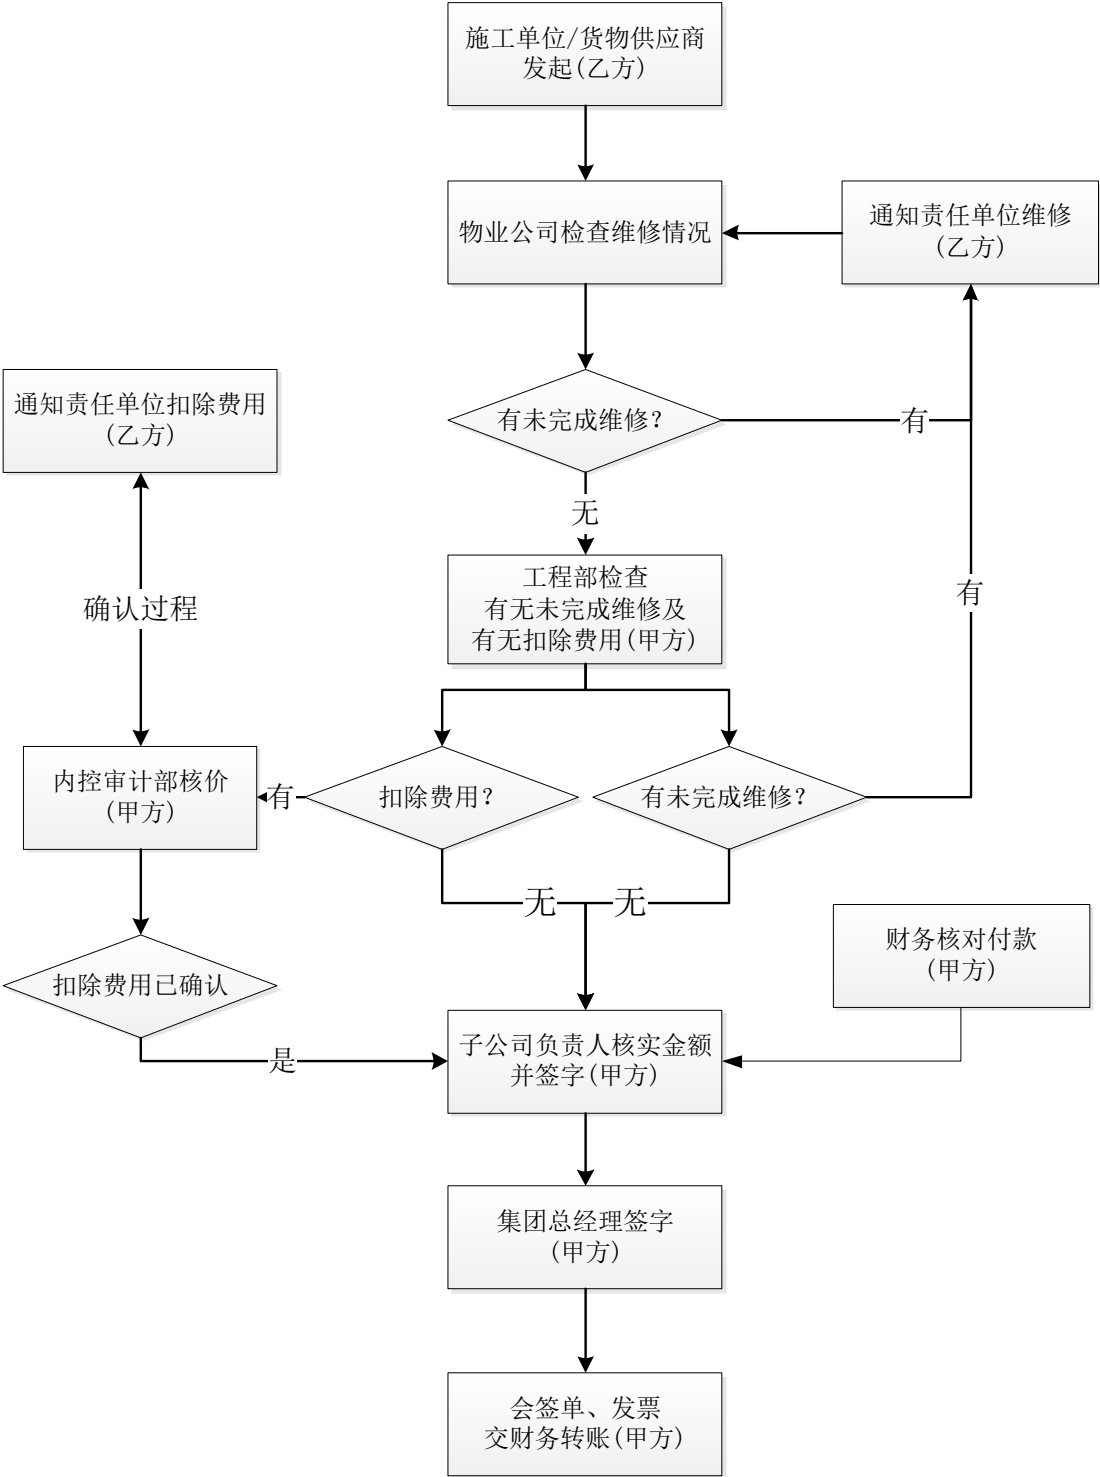 施工单位/货物供应商
发起(乙方)
物业公司检查维修情况
通知责任单位维修
(乙方)
有未完成维修?
有
通知责任单位扣除费用
(乙方)
无
工程部检查
有无未完成维修及
有无扣除费用(甲方)
有
确认过程
内控审计部核价
(甲方)
有
扣除费用?
有未完成维修?
无
无
财务核对付款
(甲方)
扣除费用已确认
是
子公司负责人核实金额
并签字(甲方)
集团总经理签字
(甲方)
会签单、发票
交财务转账(甲方)